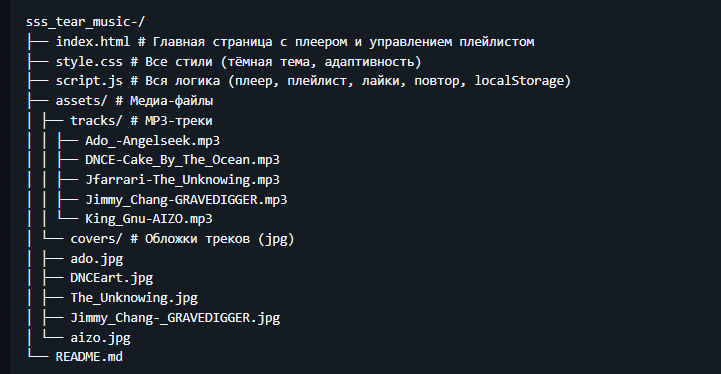 sss_tear_music-/
├── index.html # Главная страница с плеером и управлением плейлистом
├── style.css # Все стили (тёмная тема, адаптивность)
├── script.js # Вся логика (плеер, плейлист, лайки, повтор, localStorage)
├── assets/ # Медиа-файлы
│ ├── tracks/ # MP3-треки
│ │ ├── Ado_-Angelseek.mp3
│ │ ├── DNCE-Cake_By_The_Ocean.mp3
│ │ ├── Jfarrari-The_Unknowing.mp3
│ │ ├── Jimmy_Chang-GRAVEDIGGER.mp3
│ │ └── King_Gnu-AIZO.mp3
│ └── covers/ # Обложки треков (jpg)
│ ├── ado.jpg
│ ├── DNCEart.jpg
│ ├── The_Unknowing.jpg
│ ├── Jimmy_Chang-_GRAVEDIGGER.jpg
│ └── aizo.jpg
└── README.md